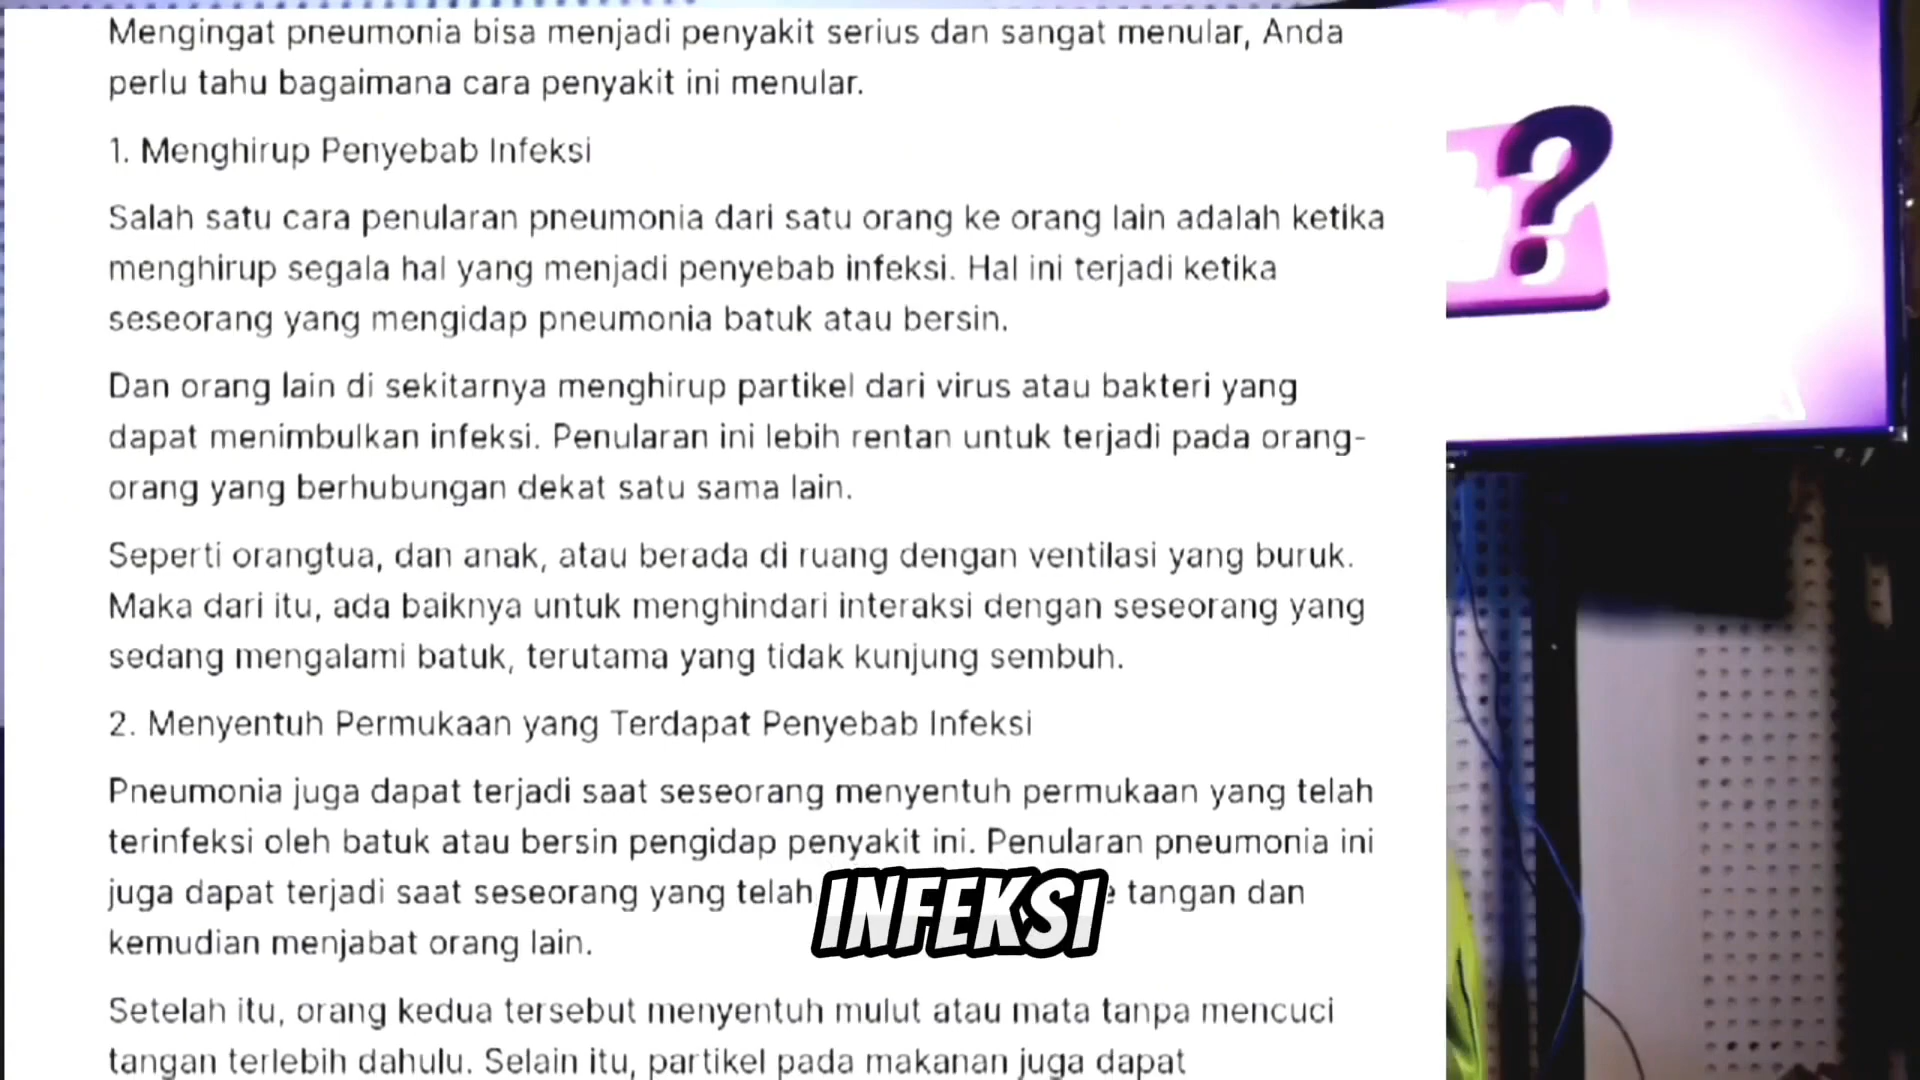 Mengingat pneumonia bisa menjadi penyakit serius dan sangat menular, Anda
perlu tahu bagaimana cara penyakit ini menular.
1. Menghirup Penyebab Infeksi
Salah satu cara penularan pneumonia dari satu orang ke orang lain adalah ketika
menghirup segala hal yang menjadi penyebab infeksi. Hal ini terjadi ketika
seseorang yang mengidap pneumonia batuk atau bersin.
Dan orang lain di sekitarnya menghirup partikel dari virus atau bakteri yang
dapat menimbulkan infeksi. Penularan ini lebih rentan untuk terjadi pada orang-
orang yang berhubungan dekat satu sama lain.
Seperti orangtua, dan anak, atau berada di ruang dengan ventilasi yang buruk.
Maka dari itu, ada baiknya untuk menghindari interaksi dengan seseorang yang
sedang mengalami batuk, terutama yang tidak kunjung sembuh.
2. Menyentuh Permukaan yang Terdapat Penyebab Infeksi
Pneumonia juga dapat terjadi saat seseorang menyentuh permukaan yang telah
terinfeksi oleh batuk atau bersin pengidap penyakit ini. Penularan pneumonia ini
juga dapat terjadi saat seseorang yang telah tangan dan
INFEKSI
kemudian menjabat orang lain.
Setelah itu, orang kedua tersebut menyentuh mulut atau mata tanpa mencuci
tangan terlebih dahulu. Selain itu, partikel pada makanan juga dapat
?